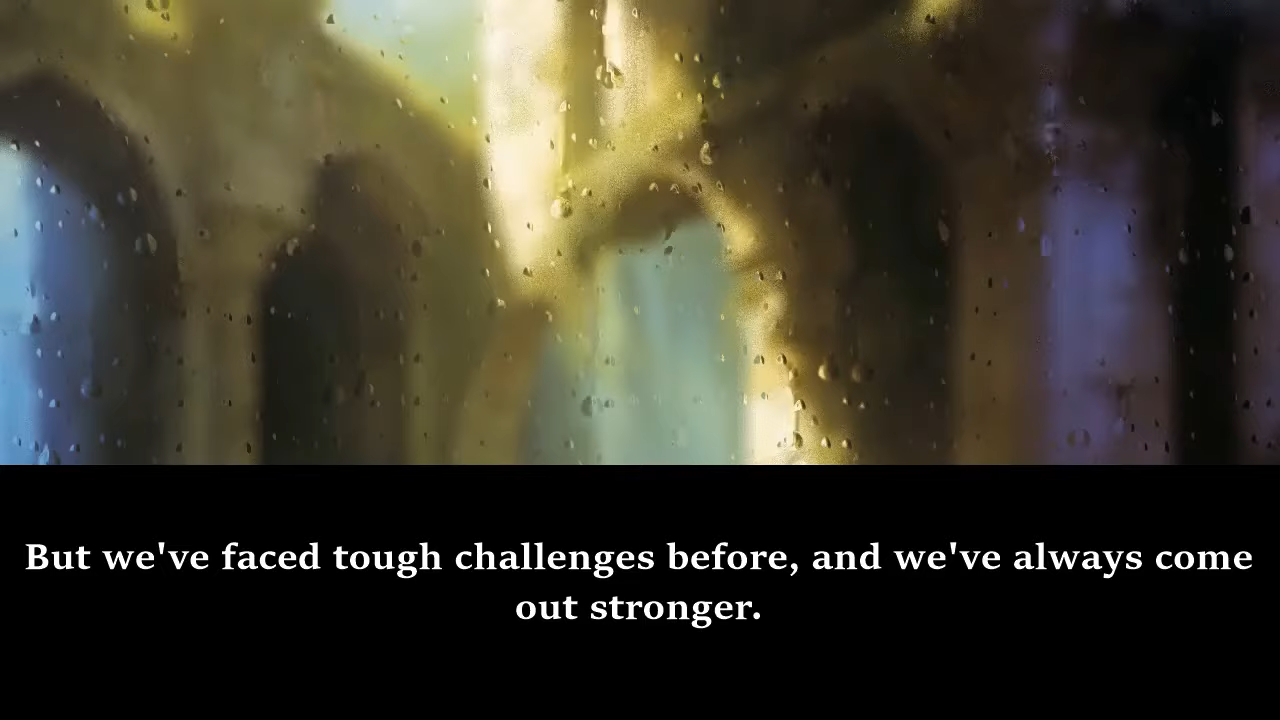 But we've faced tough challenges before, and we've always come
out stronger.